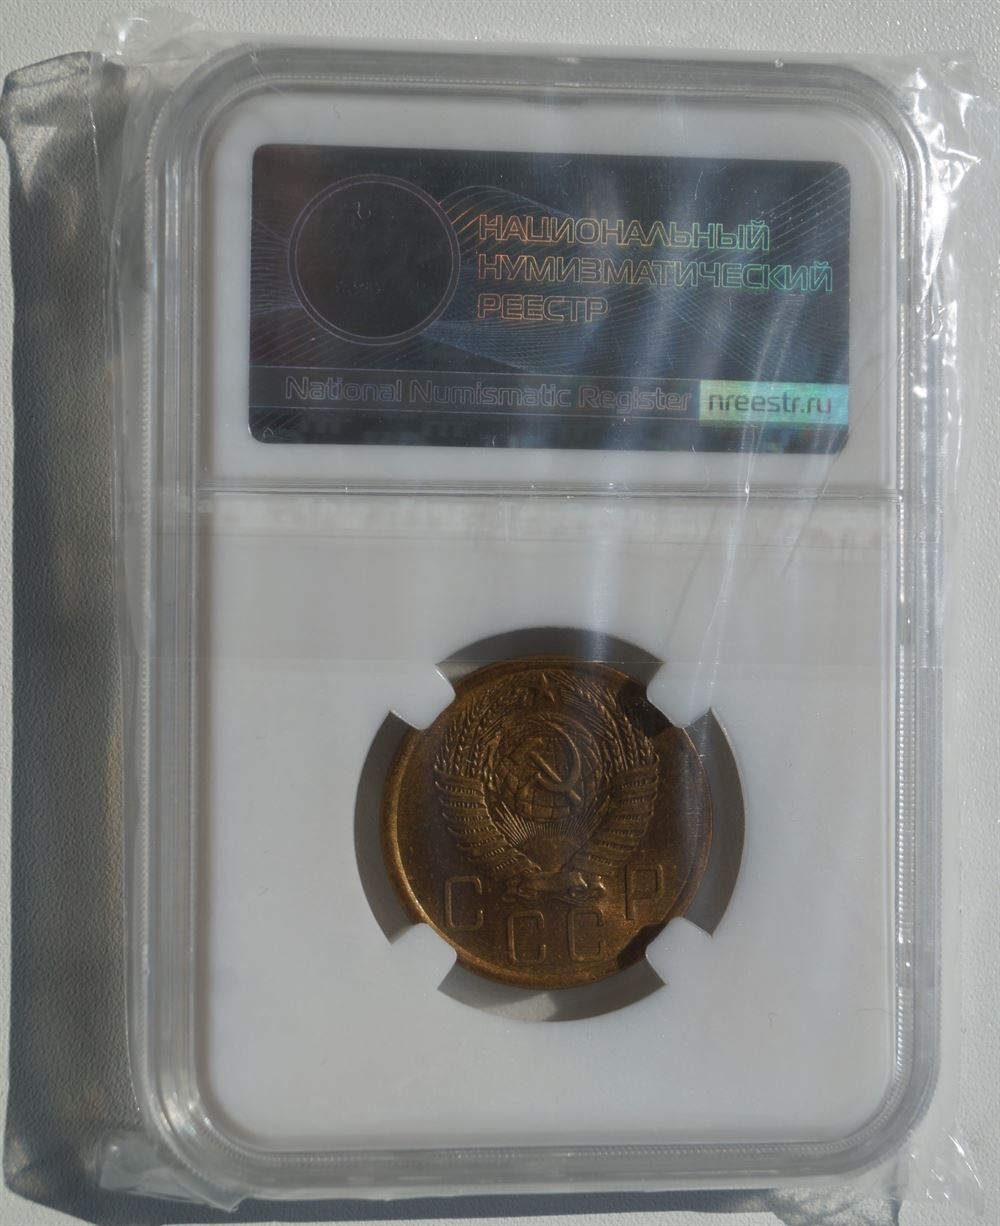 НАЦИОНАЛЬНЫЙ
НУМИЗМАТИЧЕСКИЙ
РЕЕСТР
National Numismatic Register nreestr.ru
СССР